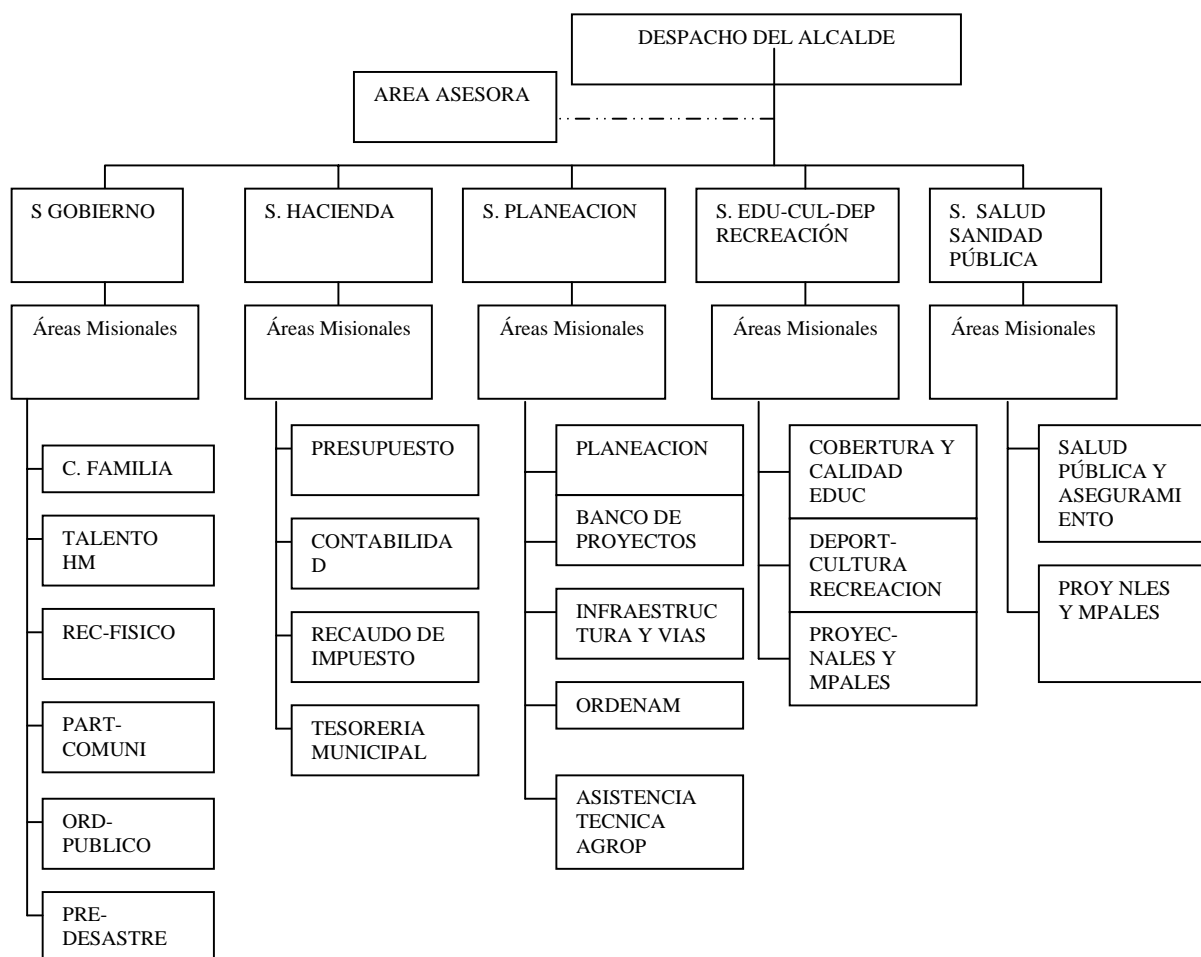 DESPACHO DEL ALCALDE
AREA ASESORA
S GOBIERNO
S. HACIENDA
S. PLANEACION
S. EDU-CUL-DEP
RECREACIÓN
S. SALUD
SANIDAD
PÚBLICA
Áreas Misionales
Áreas Misionales
Áreas Misionales
Áreas Misionales
Áreas Misionales
C. FAMILIA
TALENTO
HM
REC-FISICO
PART-
COMUNI
ORD-
PUBLICO
PRE-
DESASTRE
PRESUPUESTO
CONTABILIDA
D
RECAUDO DE
IMPUESTO
TESORERIA
MUNICIPAL
PLANEACION
BANCO DE
PROYECTOS
INFRAESTRUC
TURA Y VIAS
ORDENAM
ASISTENCIA
TECNICA
AGROP
COBERTURA Y
CALIDAD
EDUC
DEPORT-
CULTURA
RECREACION
PROYEC-
NALES Y
MPALES
SALUD
PÚBLICA Y
ASEGURAMI
ENTO
PROY NLES
Y MPALES